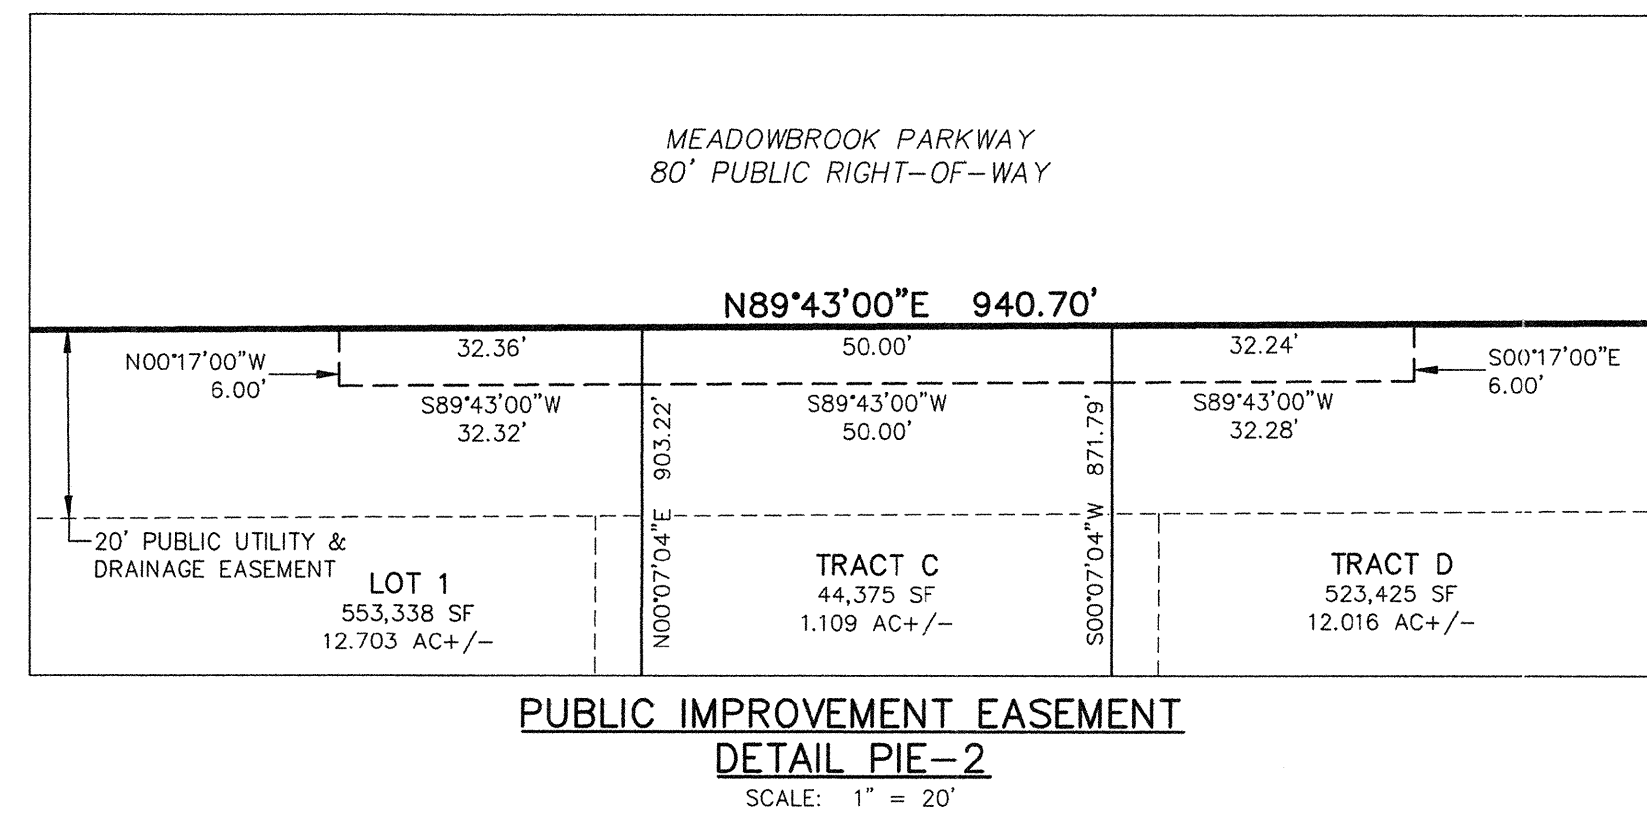 MEADOWBROOK PARKWAY
80' PUBLIC RIGHT-OF-WAY
N89°43'00"E 940.70'
32.36'
50.00'
32.24'
N00°17'00"W
6.00'
S00°17'00"E
6.00'
S89°43'00"W
32.32'
S89°43'00"W
50.00'
S89°43'00"W
32.28'
N00°07'04"E 903.22'
S00°07'04"W 871.79'
20' PUBLIC UTILITY &
DRAINAGE EASEMENT
LOT 1
553,338 SF
12.703 AC+/-
TRACT C
44,375 SF
1.109 AC+/-
TRACT D
523,425 SF
12.016 AC+/-
PUBLIC IMPROVEMENT EASEMENT
DETAIL PIE-2
SCALE: 1" = 20'